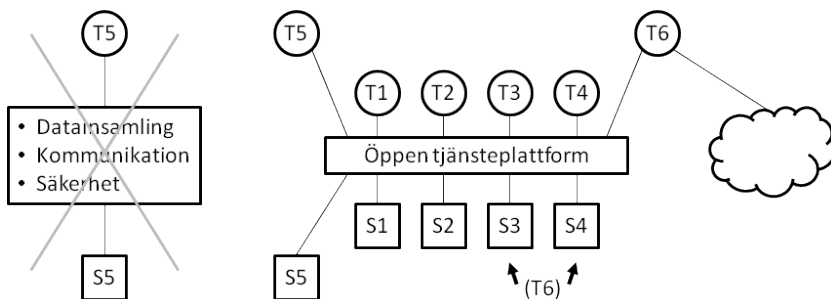 T5
• Datainsamling
• Kommunikation
• Säkerhet
S5
T5
T6
T1 T2 T3 T4
Öppen tjänsteplattform
S1 S2 S3 S4
S5
(T6)